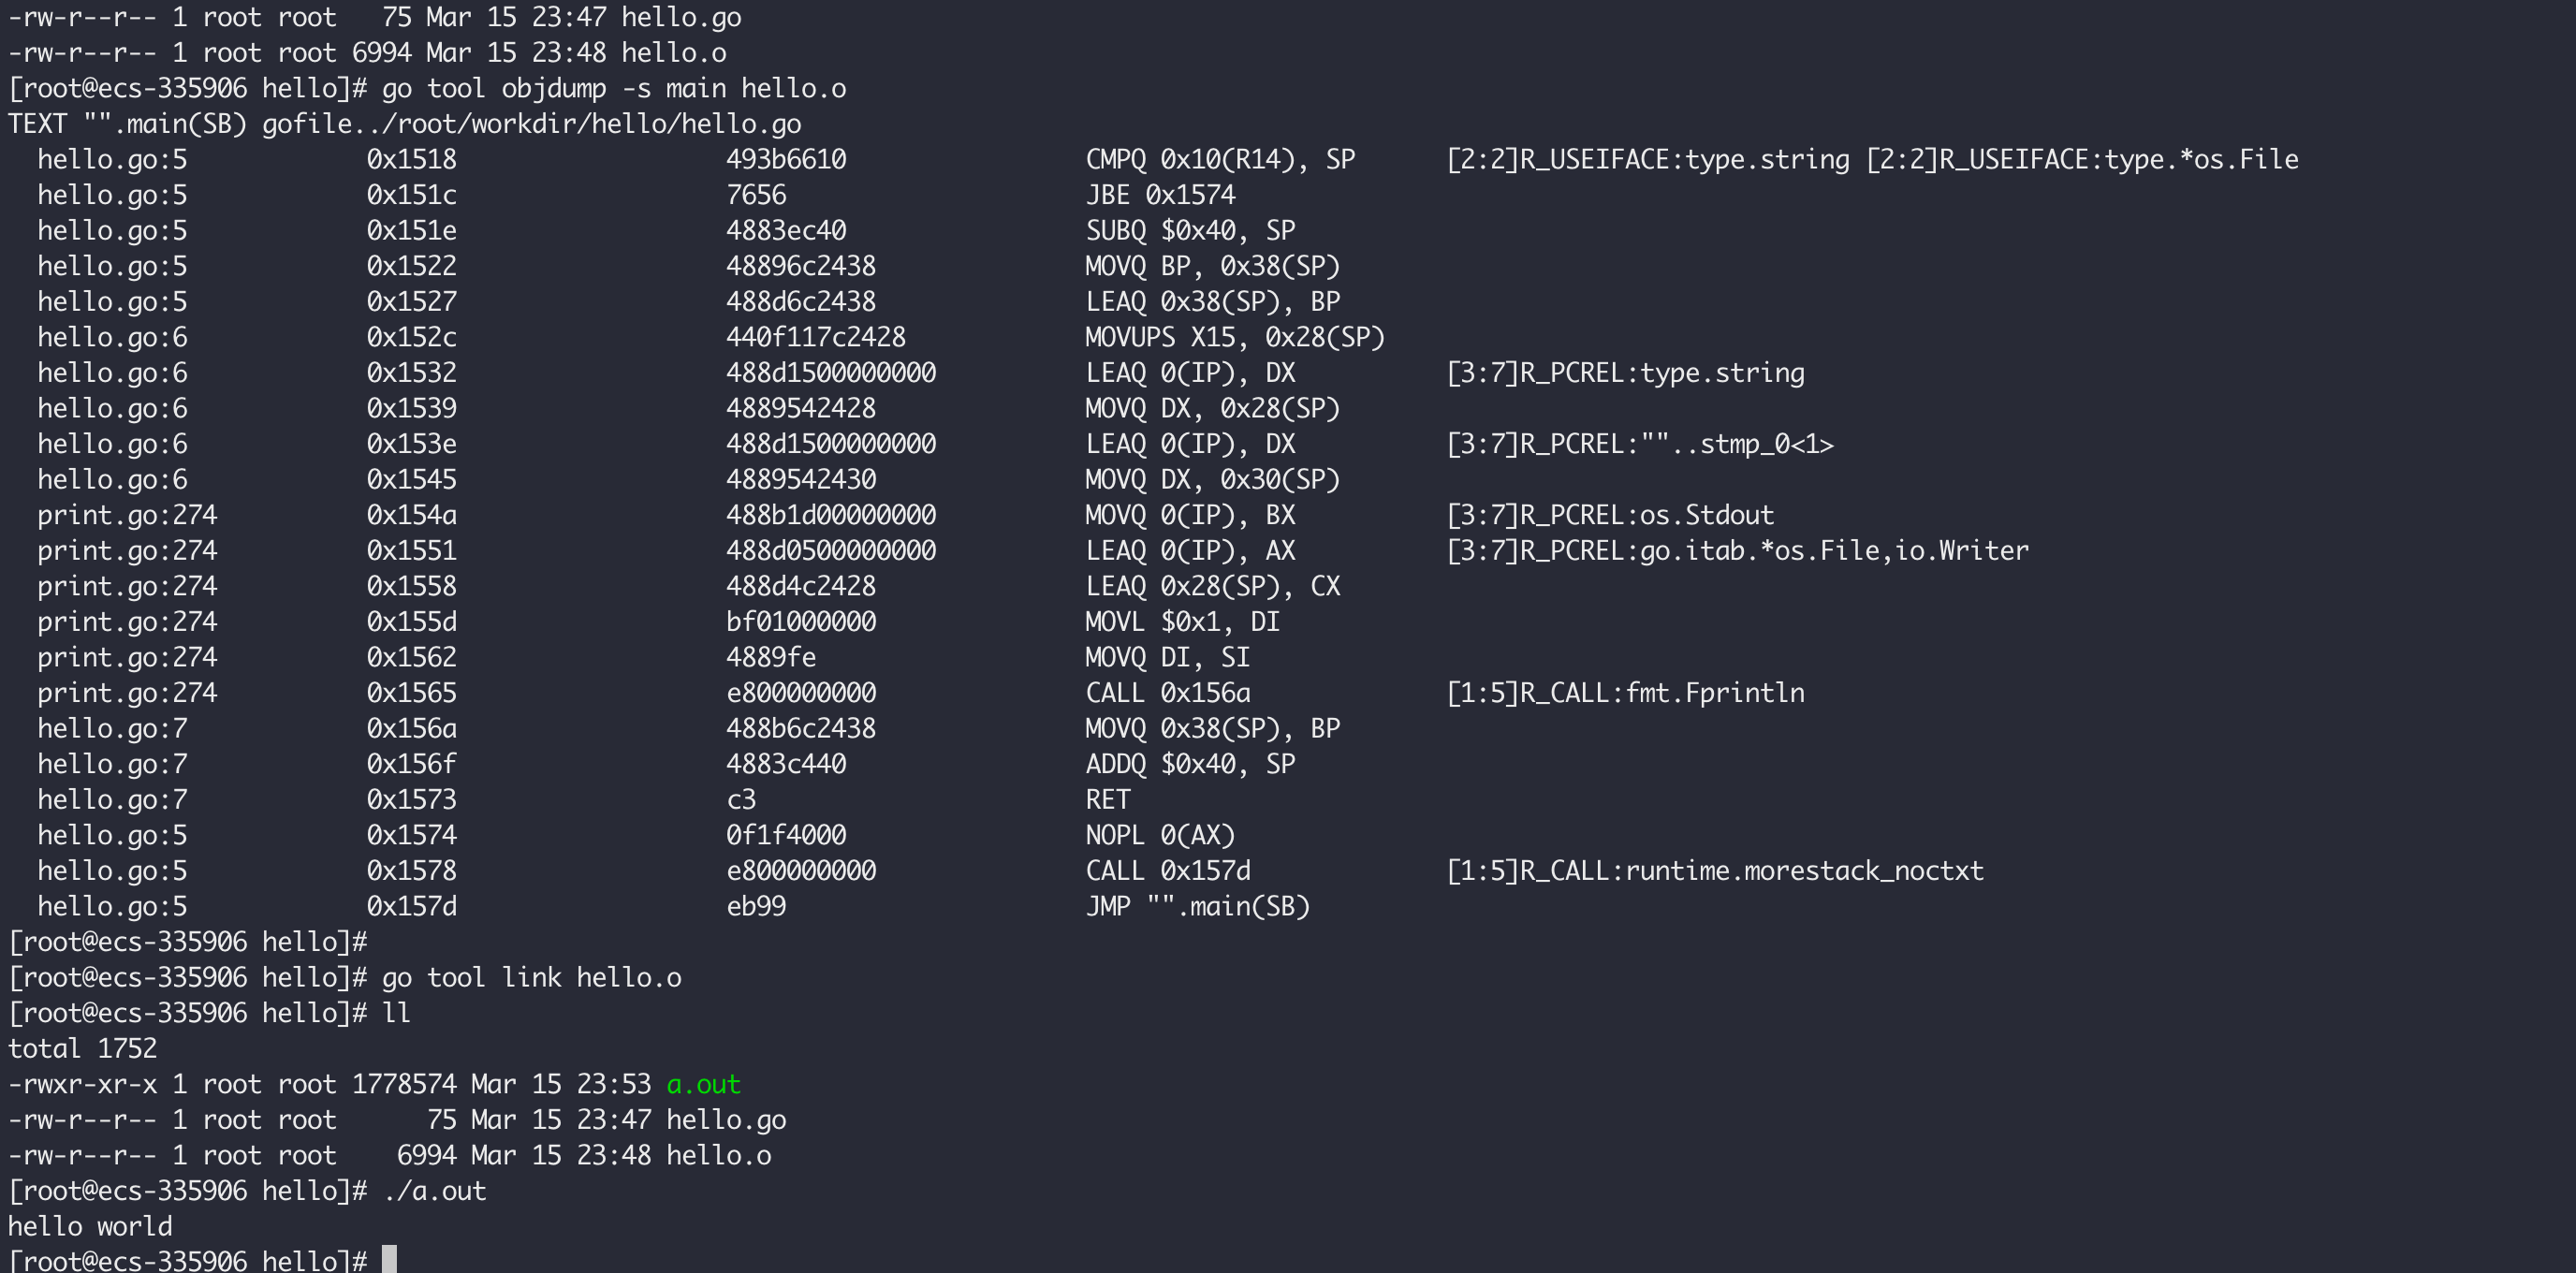 -rw-r--r-- 1 root root   75 Mar 15 23:47 hello.go
-rw-r--r-- 1 root root 6994 Mar 15 23:48 hello.o
[root@ecs-335906 hello]# go tool objdump -s main hello.o
TEXT "".main(SB) gofile../root/workdir/hello/hello.go
  hello.go:5            0x1518                  493b6610                CMPQ 0x10(R14), SP      [2:2]R_USEIFACE:type.string [2:2]R_USEIFACE:type.*os.File
  hello.go:5            0x151c                  7656                    JBE 0x1574
  hello.go:5            0x151e                  4883ec40                SUBQ $0x40, SP
  hello.go:5            0x1522                  48896c2438              MOVQ BP, 0x38(SP)
  hello.go:5            0x1527                  488d6c2438              LEAQ 0x38(SP), BP
  hello.go:6            0x152c                  440f117c2428            MOVUPS X15, 0x28(SP)
  hello.go:6            0x1532                  488d1500000000          LEAQ 0(IP), DX          [3:7]R_PCREL:type.string
  hello.go:6            0x1539                  4889542428              MOVQ DX, 0x28(SP)
  hello.go:6            0x153e                  488d1500000000          LEAQ 0(IP), DX          [3:7]R_PCREL:""..stmp_0<1>
  hello.go:6            0x1545                  4889542430              MOVQ DX, 0x30(SP)
  print.go:274          0x154a                  488b1d00000000          MOVQ 0(IP), BX          [3:7]R_PCREL:os.Stdout
  print.go:274          0x1551                  488d0500000000          LEAQ 0(IP), AX          [3:7]R_PCREL:go.itab.*os.File,io.Writer
  print.go:274          0x1558                  488d4c2428              LEAQ 0x28(SP), CX
  print.go:274          0x155d                  bf01000000              MOVL $0x1, DI
  print.go:274          0x1562                  4889fe                  MOVQ DI, SI
  print.go:274          0x1565                  e800000000              CALL 0x156a             [1:5]R_CALL:fmt.Fprintln
  hello.go:7            0x156a                  488b6c2438              MOVQ 0x38(SP), BP
  hello.go:7            0x156f                  4883c440                ADDQ $0x40, SP
  hello.go:7            0x1573                  c3                      RET
  hello.go:5            0x1574                  0f1f4000                NOPL 0(AX)
  hello.go:5            0x1578                  e800000000              CALL 0x157d             [1:5]R_CALL:runtime.morestack_noctxt
  hello.go:5            0x157d                  eb99                    JMP "".main(SB)
[root@ecs-335906 hello]#
[root@ecs-335906 hello]# go tool link hello.o
[root@ecs-335906 hello]# ll
total 1752
-rwxr-xr-x 1 root root 1778574 Mar 15 23:53 a.out
-rw-r--r-- 1 root root      75 Mar 15 23:47 hello.go
-rw-r--r-- 1 root root    6994 Mar 15 23:48 hello.o
[root@ecs-335906 hello]# ./a.out
hello world
[root@ecs-335906 hello]#